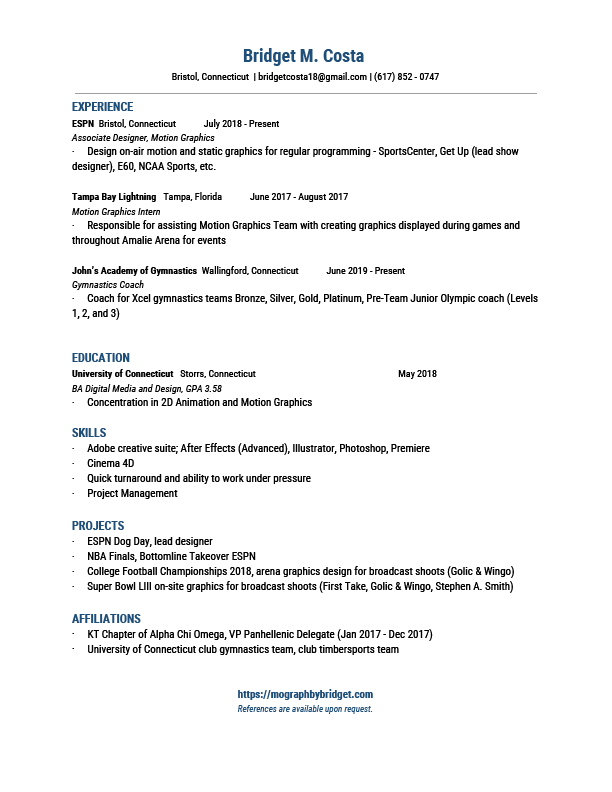 Bridget M. Costa
Bristol, Connecticut | bridgetcosta18@gmail.com | (617) 852 - 0747
EXPERIENCE
ESPN Bristol, Connecticut July 2018 - Present
Associate Designer, Motion Graphics
· Design on-air motion and static graphics for regular programming - SportsCenter, Get Up (lead show
designer), E60, NCAA Sports, etc.
Tampa Bay Lightning Tampa, Florida June 2017 - August 2017
Motion Graphics Intern
· Responsible for assisting Motion Graphics Team with creating graphics displayed during games and
throughout Amalie Arena for events
John's Academy of Gymnastics Wallingford, Connecticut June 2019 - Present
Gymnastics Coach
· Coach for Xcel gymnastics teams Bronze, Silver, Gold, Platinum, Pre-Team Junior Olympic coach (Levels
1, 2, and 3)
EDUCATION
University of Connecticut Storrs, Connecticut May 2018
BA Digital Media and Design, GPA 3.58
· Concentration in 2D Animation and Motion Graphics
SKILLS
· Adobe creative suite; After Effects (Advanced), Illustrator, Photoshop, Premiere
· Cinema 4D
· Quick turnaround and ability to work under pressure
· Project Management
PROJECTS
· ESPN Dog Day, lead designer
· NBA Finals, Bottomline Takeover ESPN
· College Football Championships 2018, arena graphics design for broadcast shoots (Golic & Wingo)
· Super Bowl LIII on-site graphics for broadcast shoots (First Take, Golic & Wingo, Stephen A. Smith)
AFFILIATIONS
· KT Chapter of Alpha Chi Omega, VP Panhellenic Delegate (Jan 2017 - Dec 2017)
· University of Connecticut club gymnastics team, club timbersports team
https://mographbybridget.com
References are available upon request.